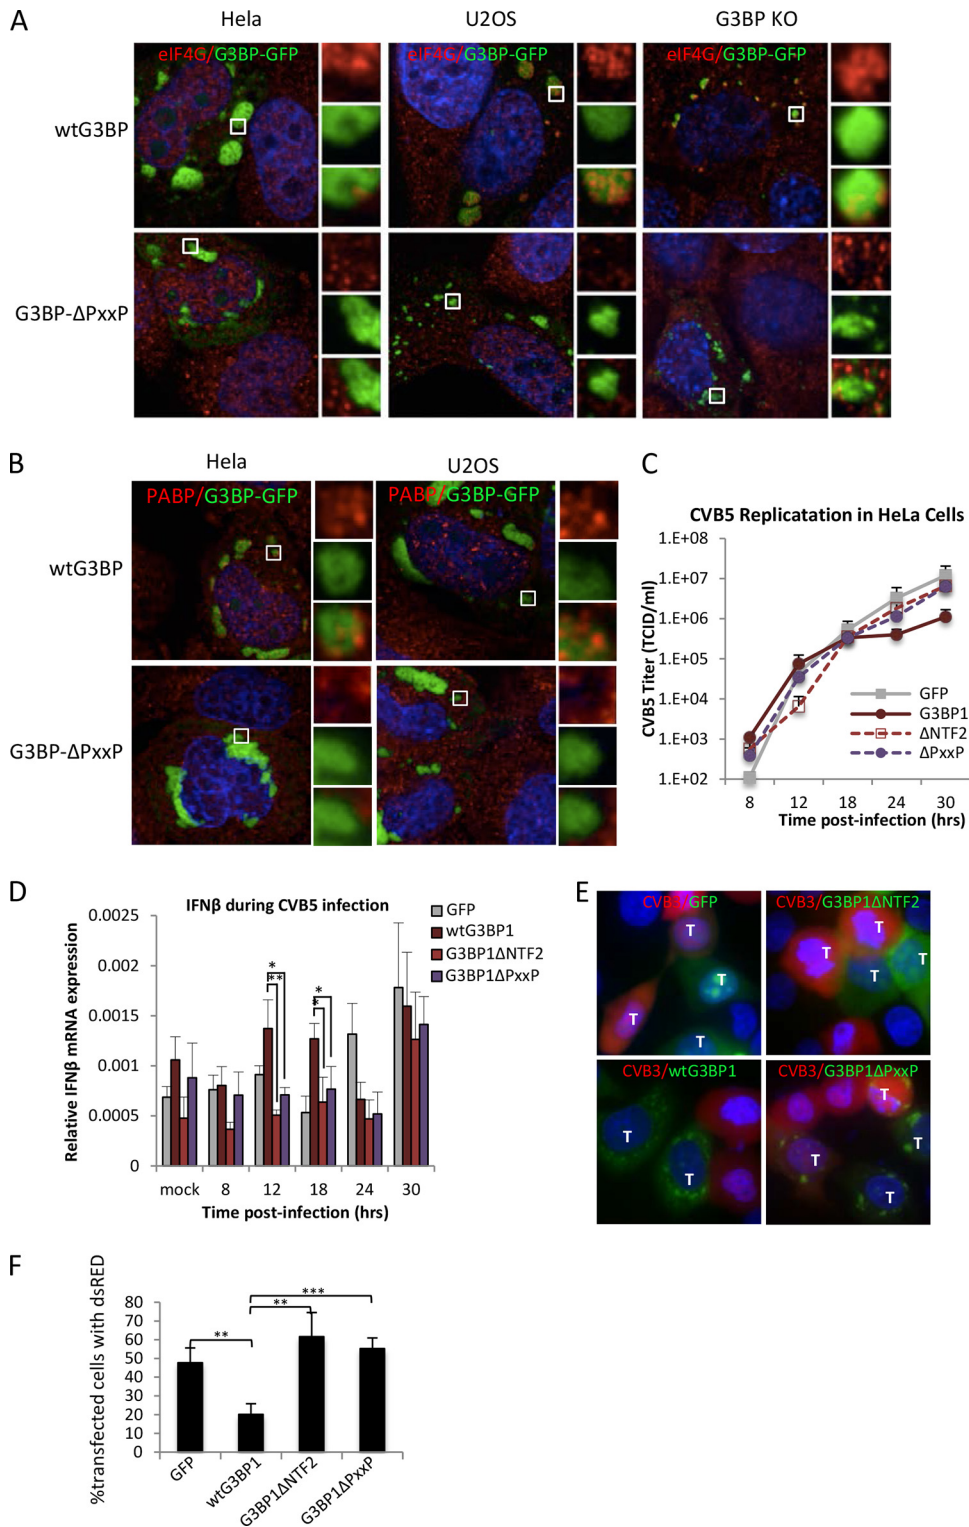 A
Hela
U2OS
G3BP KO
eIF4G/G3BP-GFP
eIF4G/G3BP-GFP
eIF4G/G3BP-GFP
wtG3BP
G3BP-ΔPxxP
B
Hela
U2OS
PABP/G3BP-GFP
PABP/G3BP-GFP
wtG3BP
G3BP-ΔPxxP
C
CVB5 Replicatation in HeLa Cells
CVB5 Titer (TCID/ml)
1.E+08
1.E+07
1.E+06
1.E+05
1.E+04
1.E+03
1.E+02
GFP
G3BP1
ΔNTF2
ΔPxxP
8 12 18 24 30
Time post-infection (hrs)
D
IFNβ during CVB5 infection
Relative IFNβ mRNA expression
0.0025
0.002
0.0015
0.001
0.0005
0
GFP
wtG3BP1
G3BP1ΔNTF2
G3BP1ΔPxxP
*
**
*
*
mock 8 12 18 24 30
Time post-infection (hrs)
E
CVB3/GFP
T
T
T
T
CVB3/G3BP1ΔNTF2
T
T
T
T
CVB3/wtG3BP1
T
T
CVB3/G3BP1ΔPxxP
T
T
T
T
F
%transfected cells with dsRED
80
70
60
50
40
30
20
10
0
**
**
***
GFP
wtG3BP1
G3BP1ΔNTF2
G3BP1ΔPxxP